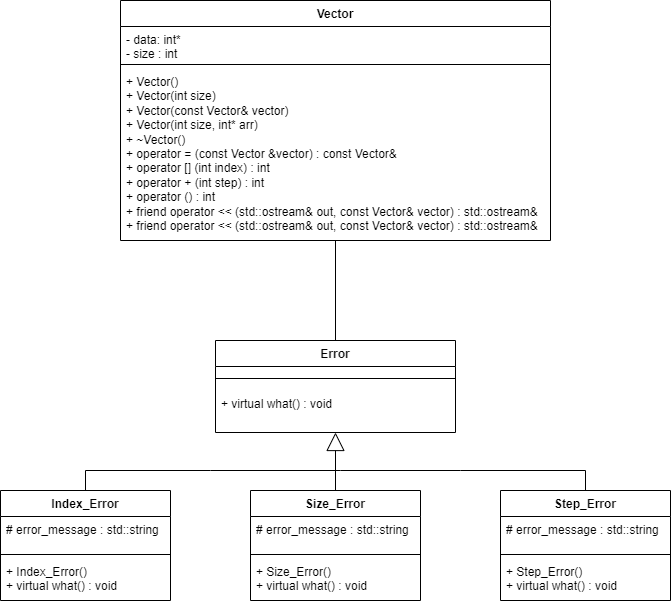 Vector
- data: int*
- size : int
+ Vector()
+ Vector(int size)
+ Vector(const Vector& vector)
+ Vector(int size, int* arr)
+ ~Vector()
+ operator = (const Vector &vector) : const Vector&
+ operator [] (int index) : int
+ operator + (int step) : int
+ operator () : int
+ friend operator << (std::ostream& out, const Vector& vector) : std::ostream&
+ friend operator << (std::ostream& out, const Vector& vector) : std::ostream&
Error
+ virtual what() : void
Index_Error
# error_message : std::string
+ Index_Error()
+ virtual what() : void
Size_Error
# error_message : std::string
+ Size_Error()
+ virtual what() : void
Step_Error
# error_message : std::string
+ Step_Error()
+ virtual what() : void